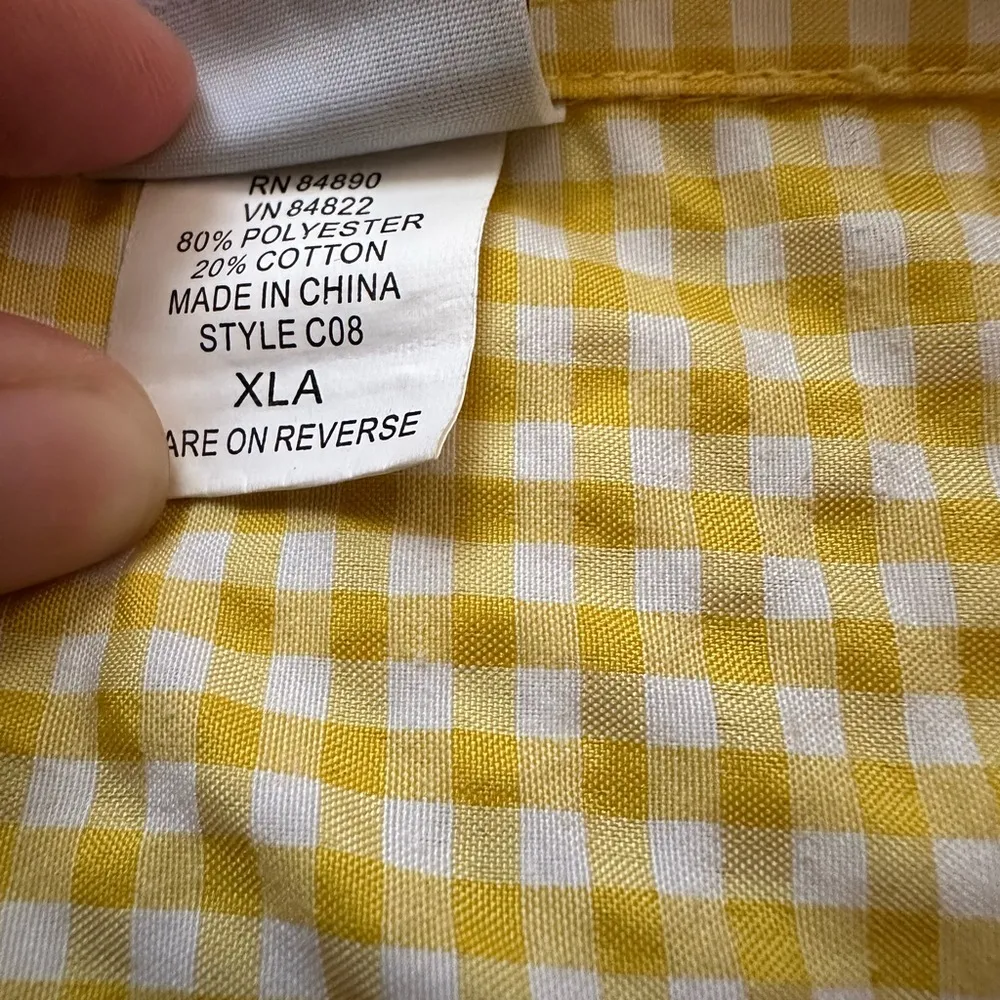 RN 84890
VN 84822
80% POLYESTER
20% COTTON
MADE IN CHINA
STYLE C08
XLA
ARE ON REVERSE